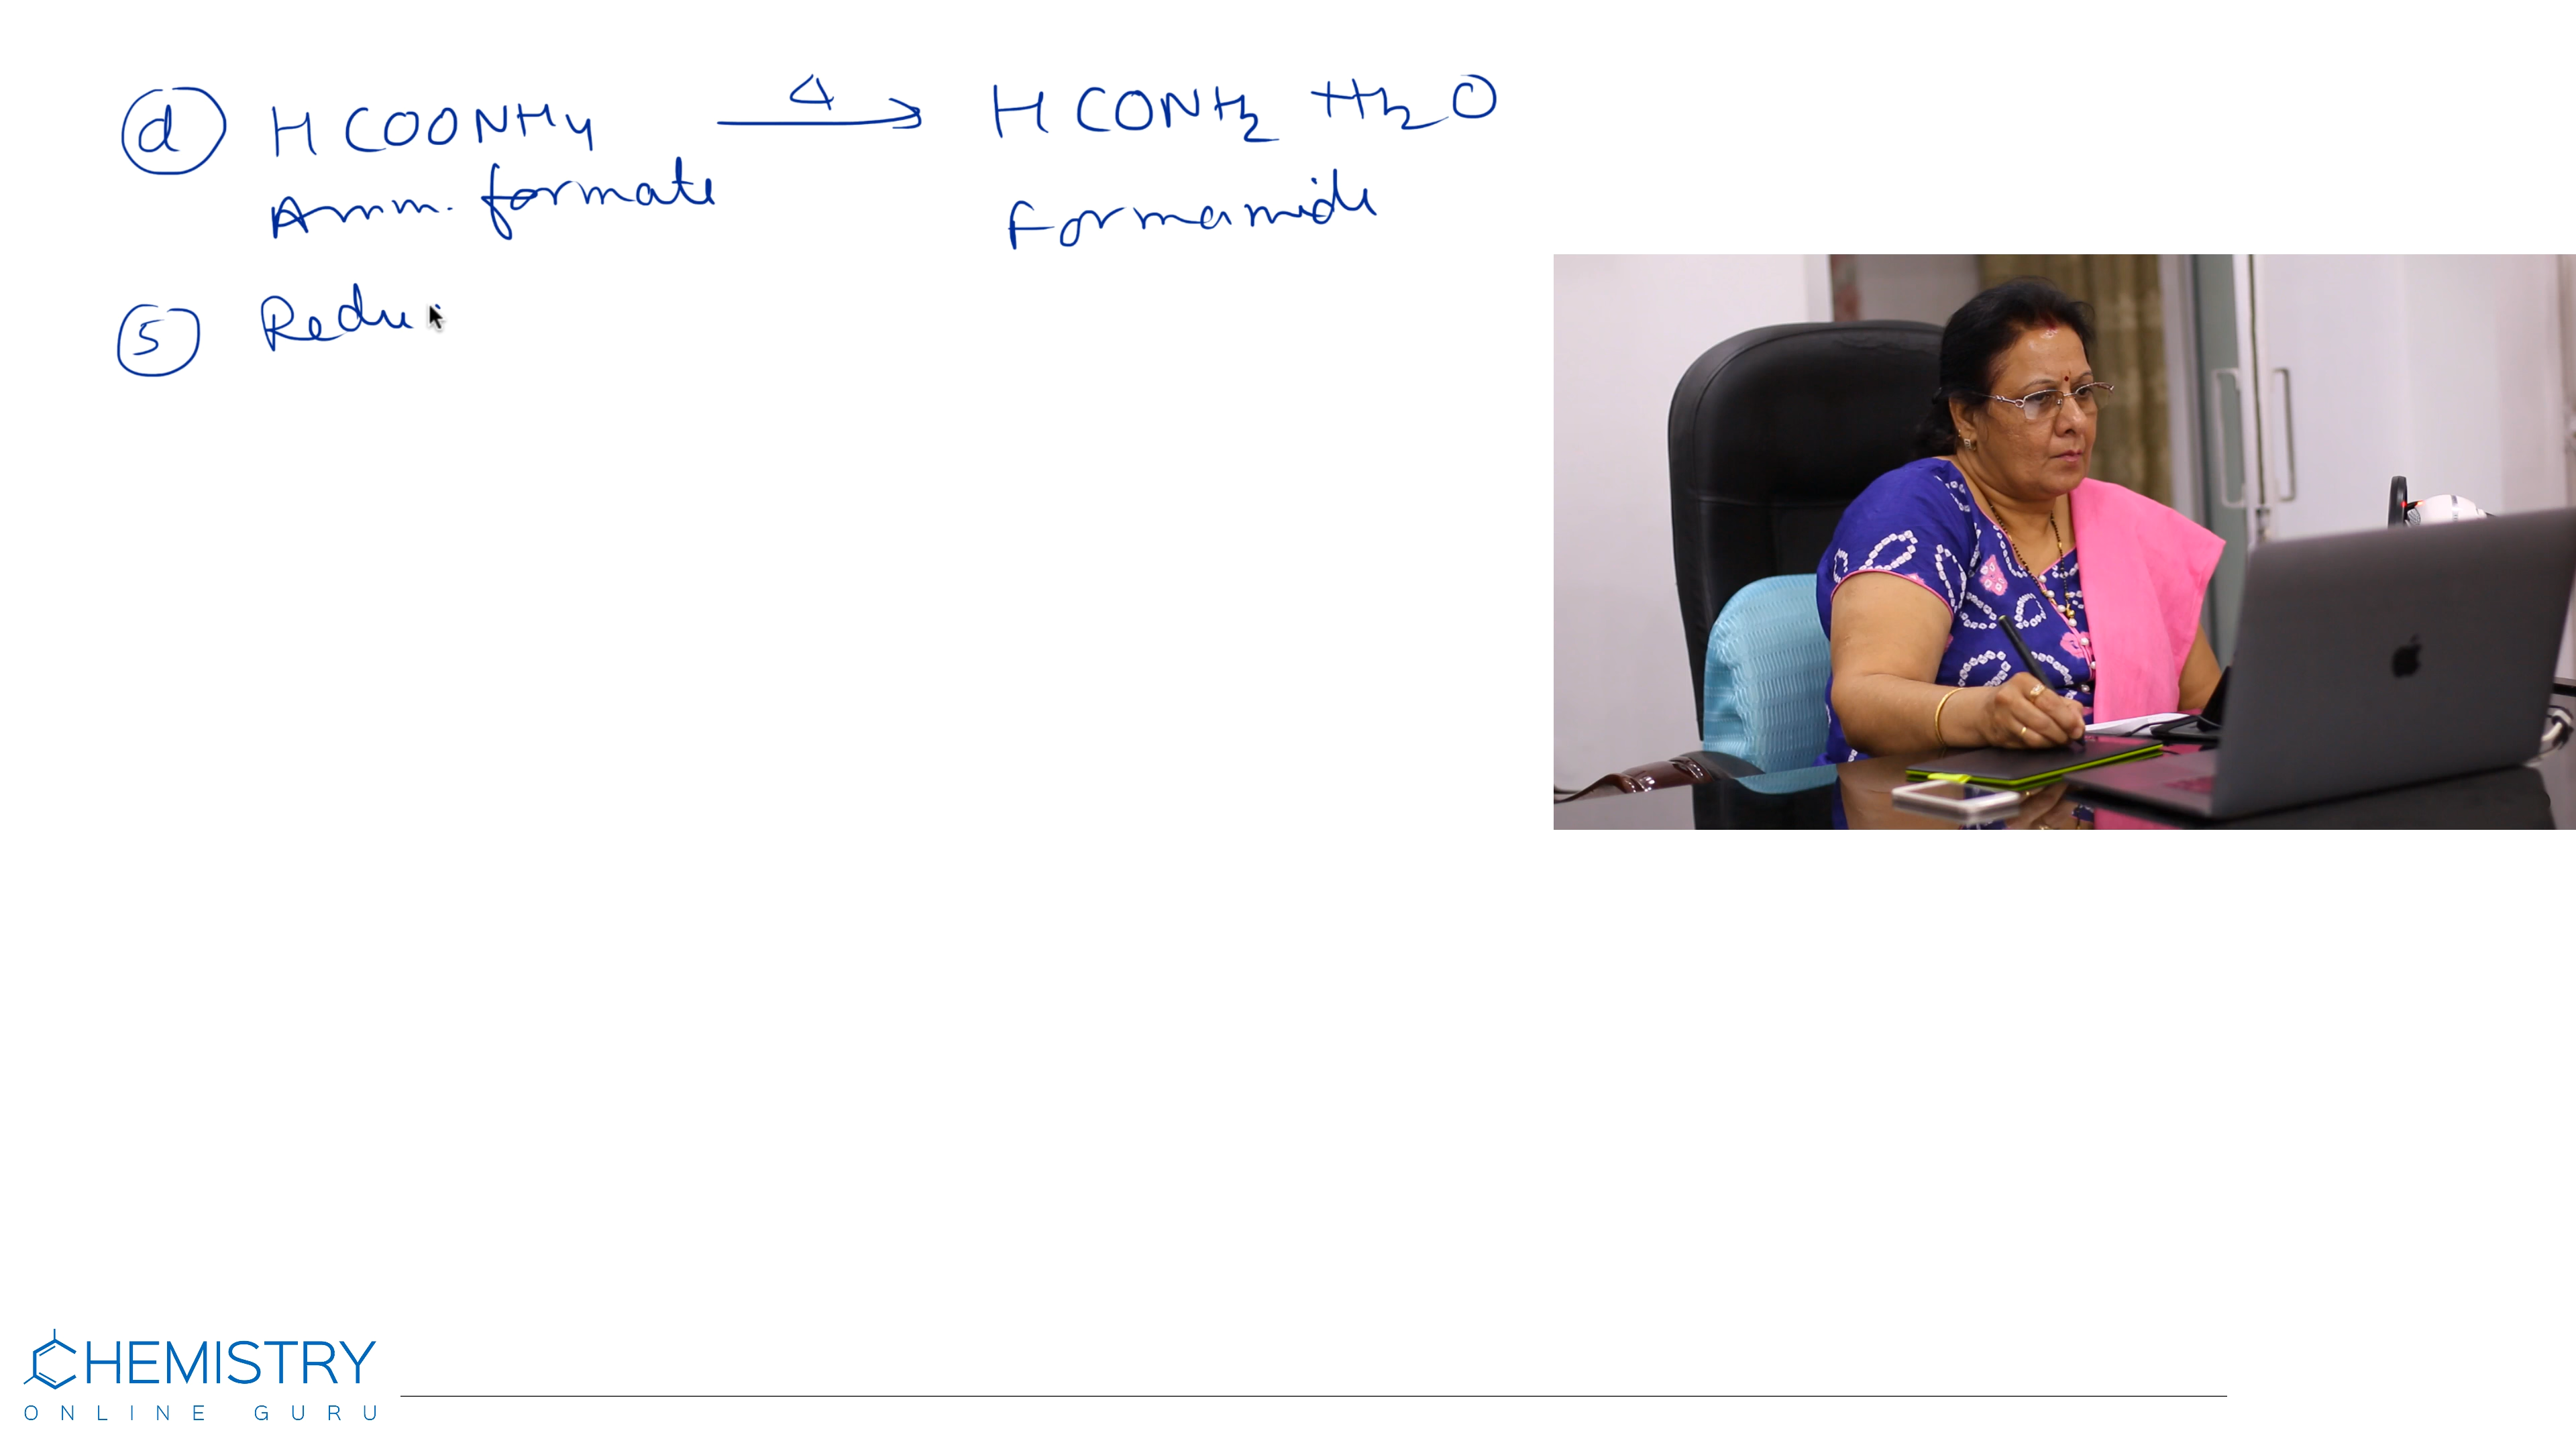 d HCOONH4 Δ → HCONH2 + H2O
Amm. formate Formamide
5 Redu
CHEMISTRY
ONLINE GURU